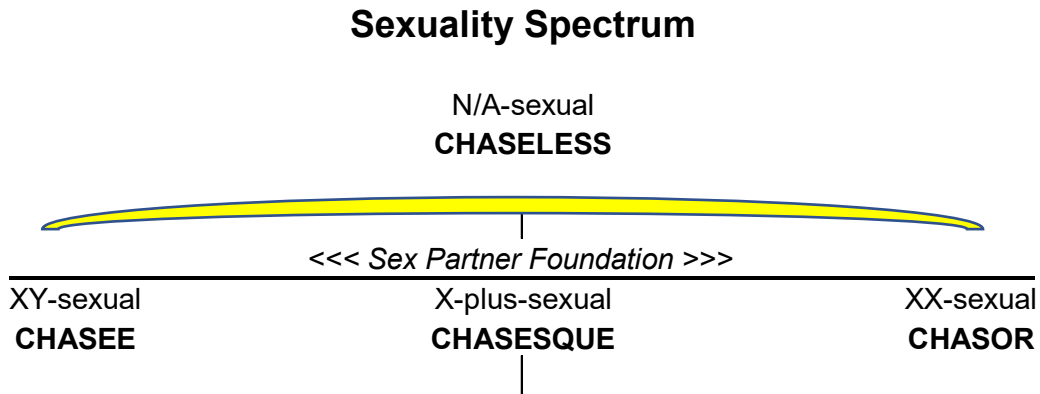 Sexuality Spectrum
N/A-sexual
CHASELESS
<<< Sex Partner Foundation >>>
XY-sexual X-plus-sexual XX-sexual
CHASEE CHASESQUE CHASOR